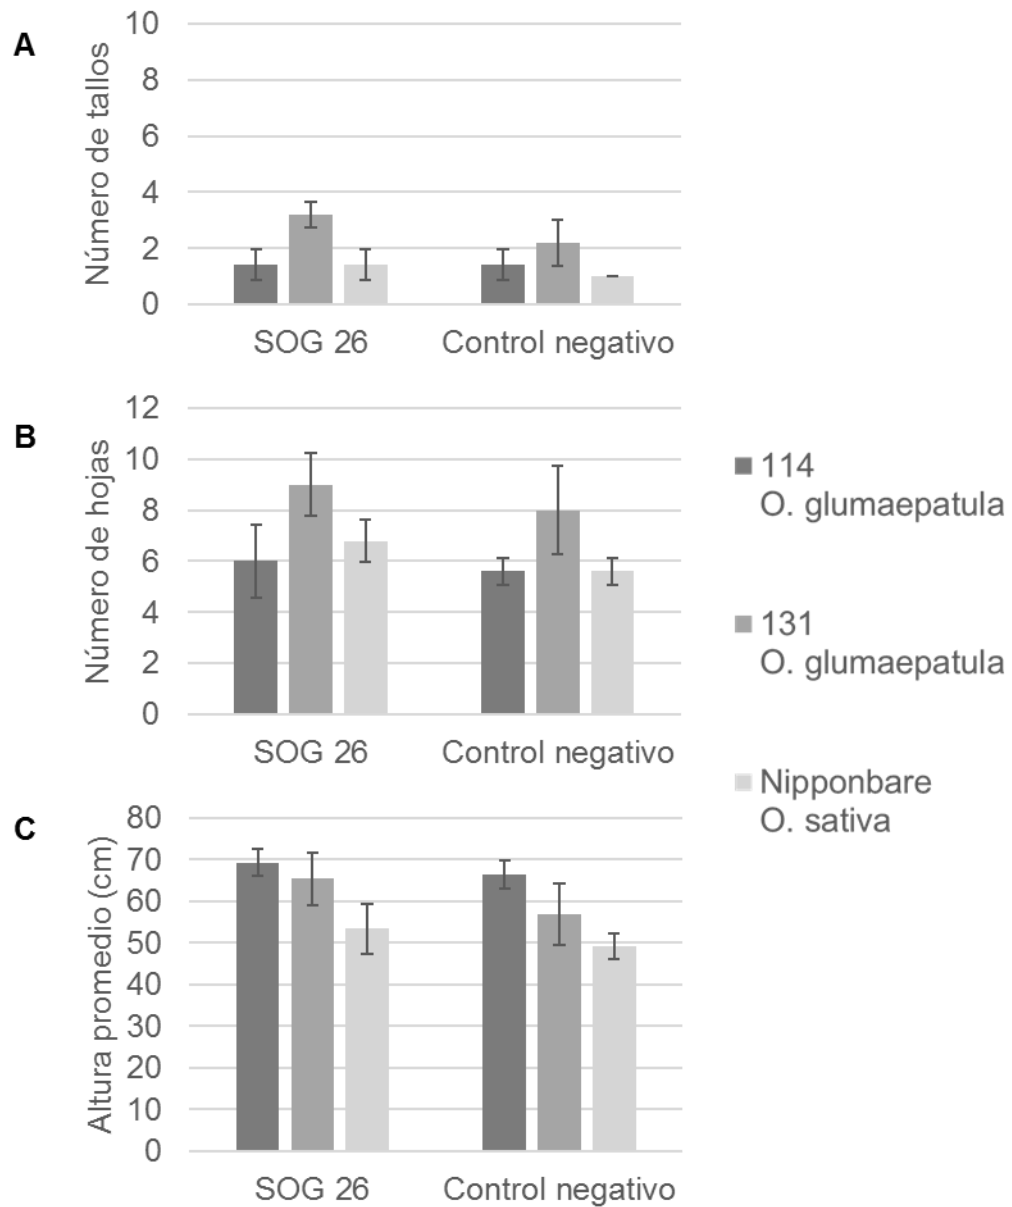 A
Número de tallos
10
8
6
4
2
0
SOG 26
Control negativo
B
Número de hojas
12
10
8
6
4
2
0
SOG 26
Control negativo
C
Altura promedio (cm)
80
70
60
50
40
30
20
10
0
SOG 26
Control negativo
114
O. glumaepatula
131
O. glumaepatula
Nipponbare
O. sativa